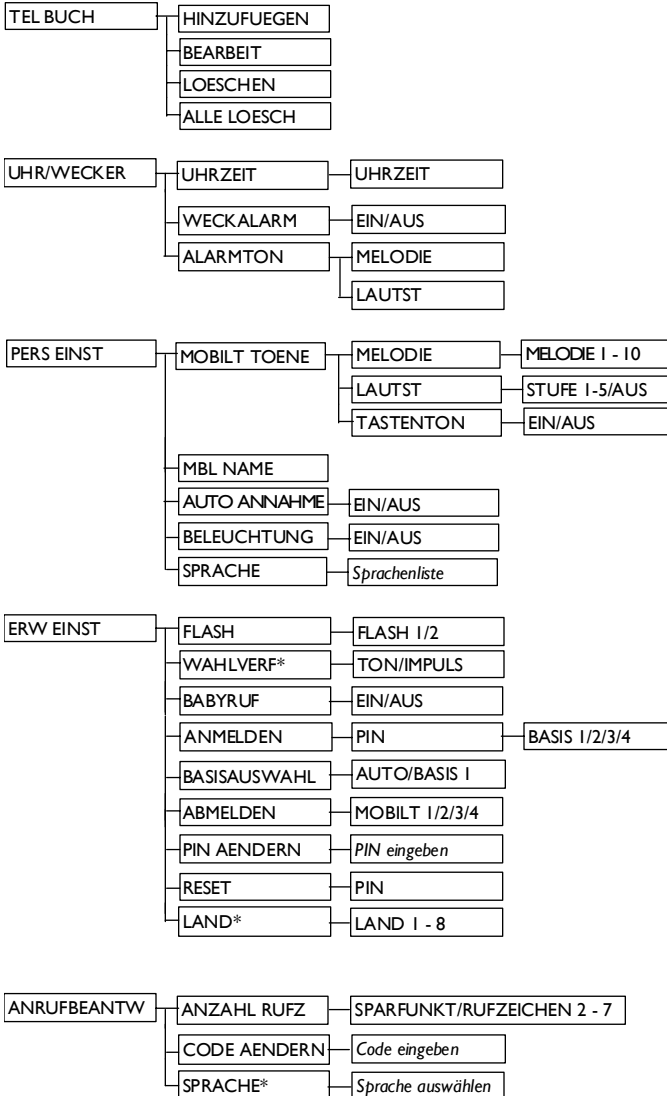 TEL BUCH HINZUFUEGEN
BEARBEIT
LOESCHEN
ALLE LOESCH
UHR/WECKER UHRZEIT UHRZEIT
WECKALARM EIN/AUS
ALARMTON MELODIE
LAUTST
PERS EINST MOBILT TOENE MELODIE MELODIE 1 - 10
LAUTST STUFE 1-5/AUS
TASTENTON EIN/AUS
MBL NAME
AUTO ANNAHME EIN/AUS
BELEUCHTUNG EIN/AUS
SPRACHE Sprachenliste
ERW EINST FLASH FLASH 1/2
WAHLVERF* TON/IMPULS
BABYRUF EIN/AUS
ANMELDEN PIN BASIS 1/2/3/4
BASISAUSWAHL AUTO/BASIS 1
ABMELDEN MOBILT 1/2/3/4
PIN AENDERN PIN eingeben
RESET PIN
LAND* LAND 1 - 8
ANRUFBEANTW ANZAHL RUFZ SPARFUNKT/RUFZEICHEN 2 - 7
CODE AENDERN Code eingeben
SPRACHE* Sprache auswählen